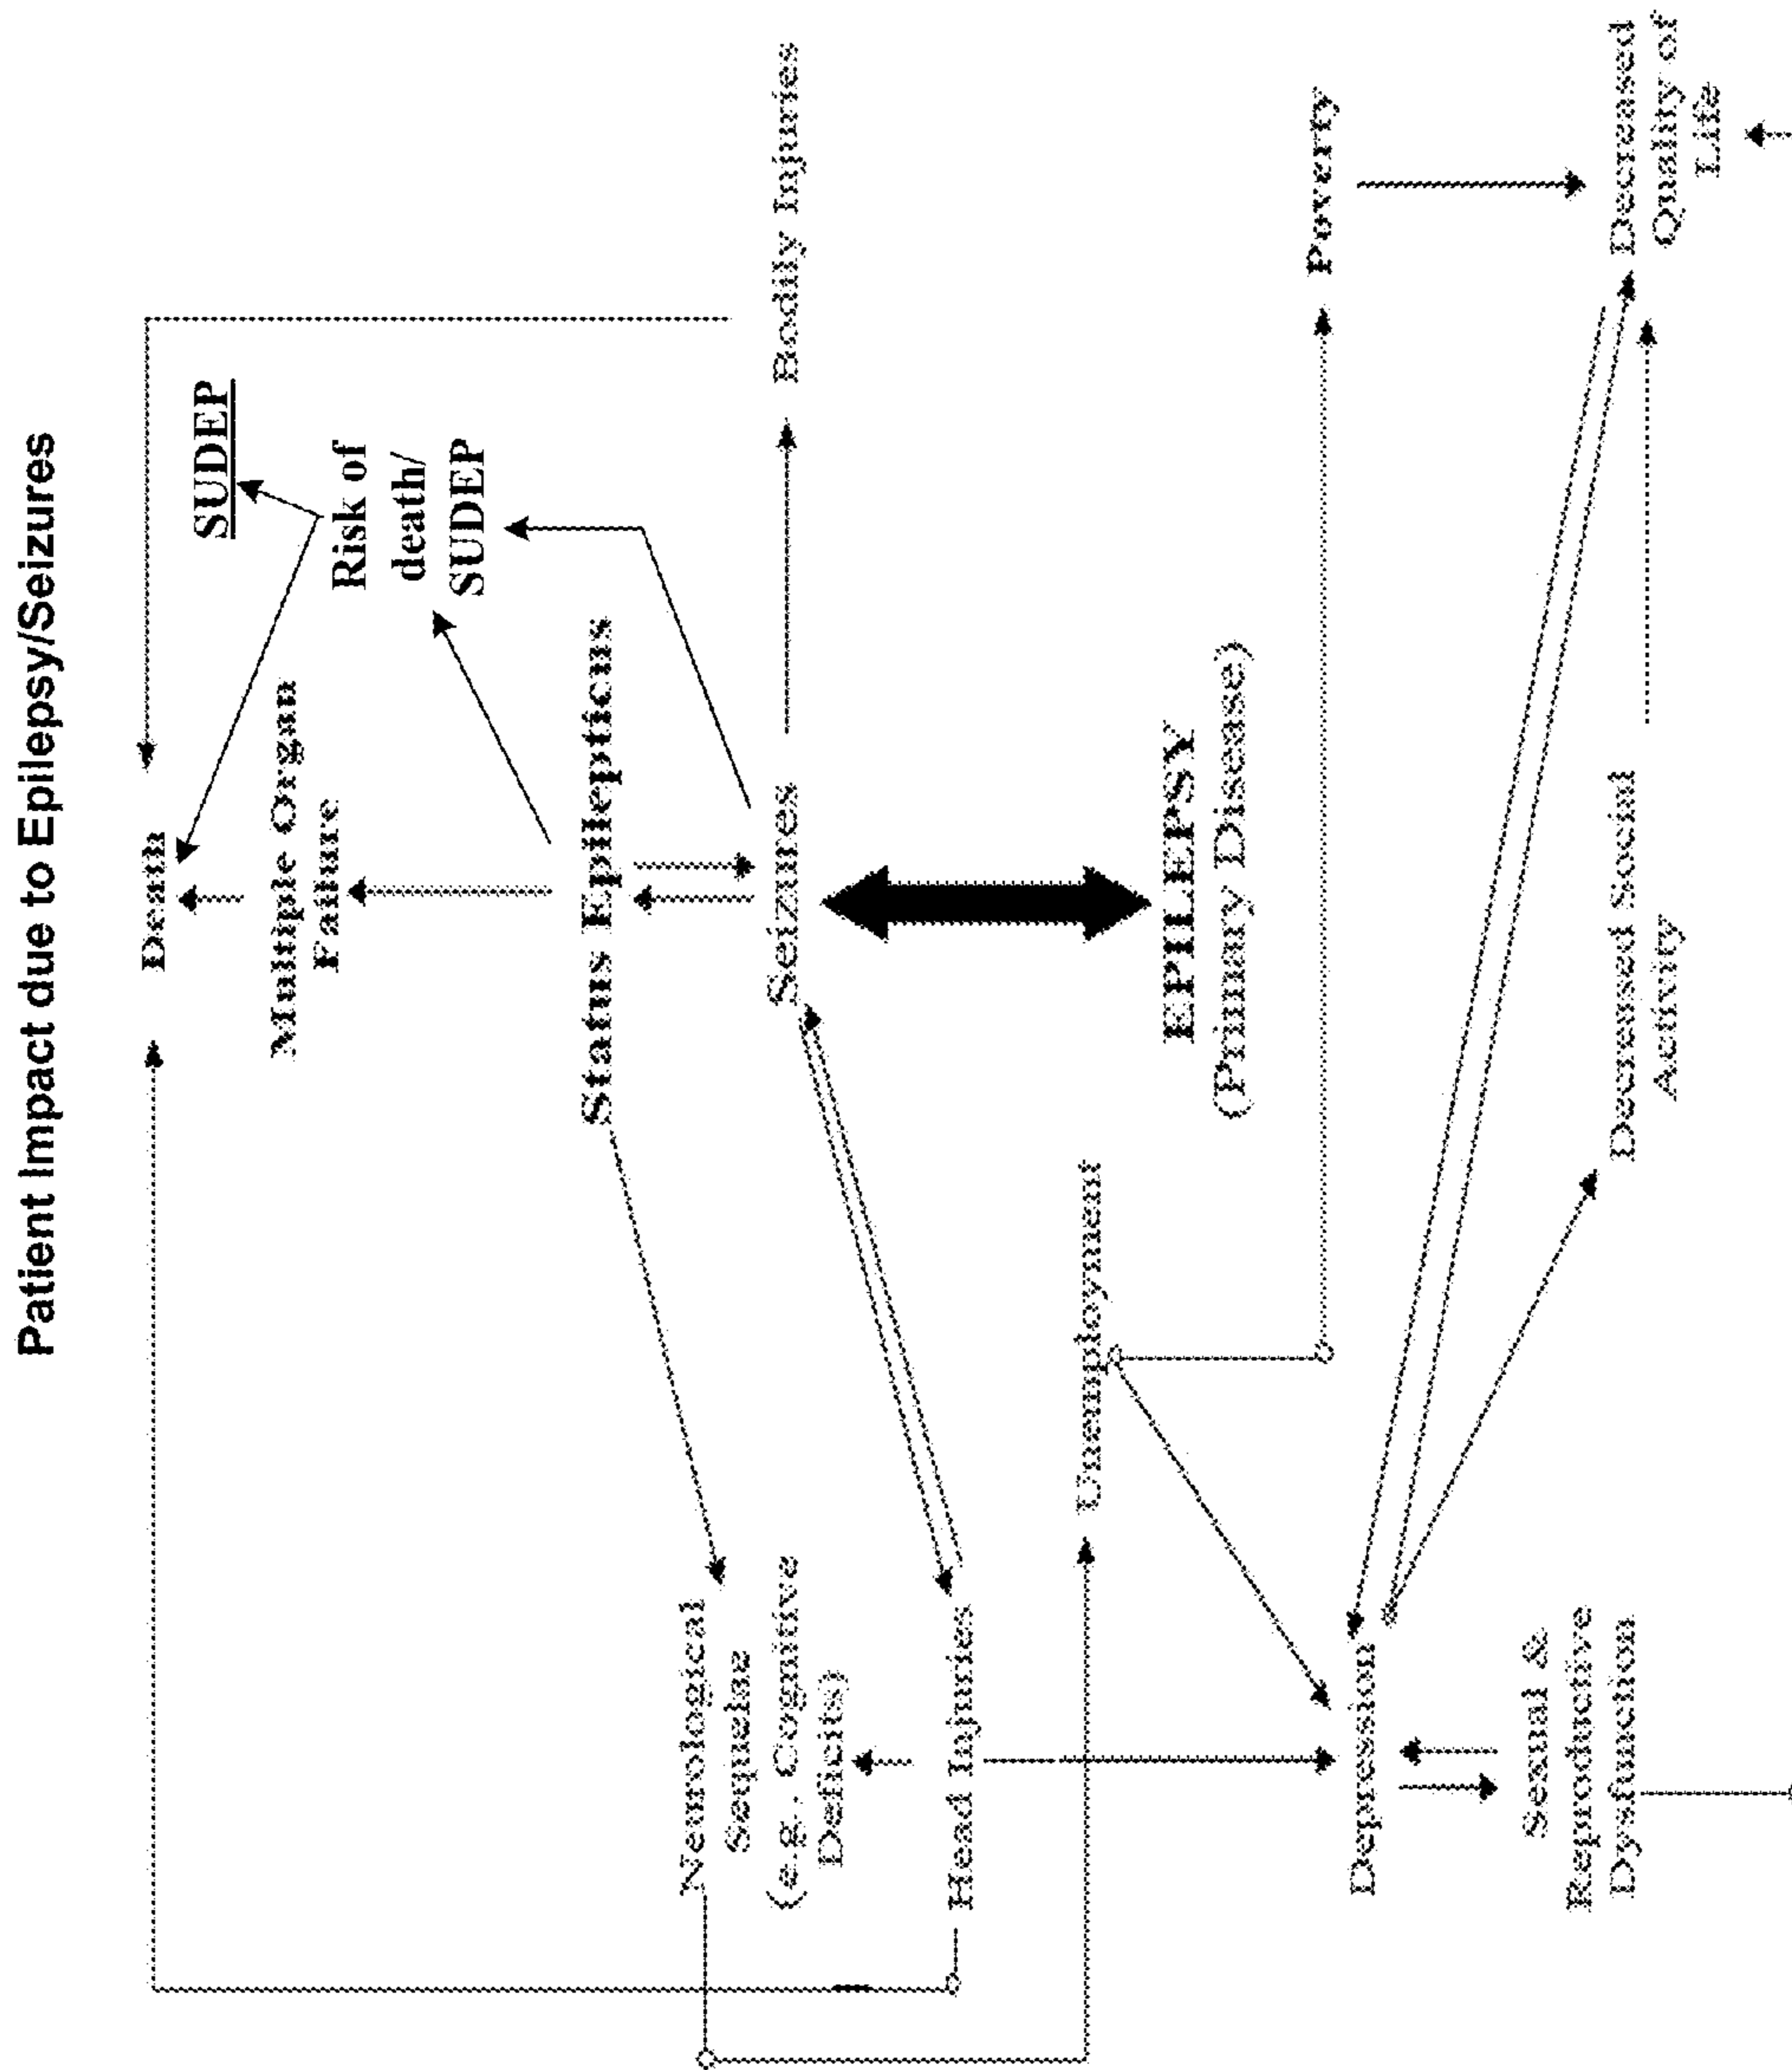 Patient Impact due to Epilepsy/Seizures
Death
SUDEP
Multiple Organ
Failure
Risk of
death/
SUDEP
Status Epilepticus
Neurological
Sequelae
(e.g., Cognitive
Deficits)
Seizures
Bodily Injuries
Head Injuries
Unemployment
EPILEPSY
(Primary Disease)
Poverty
Depression
Sexual &
Reproductive
Dysfunction
Decreased Social
Activity
Decreased
Quality of
Life